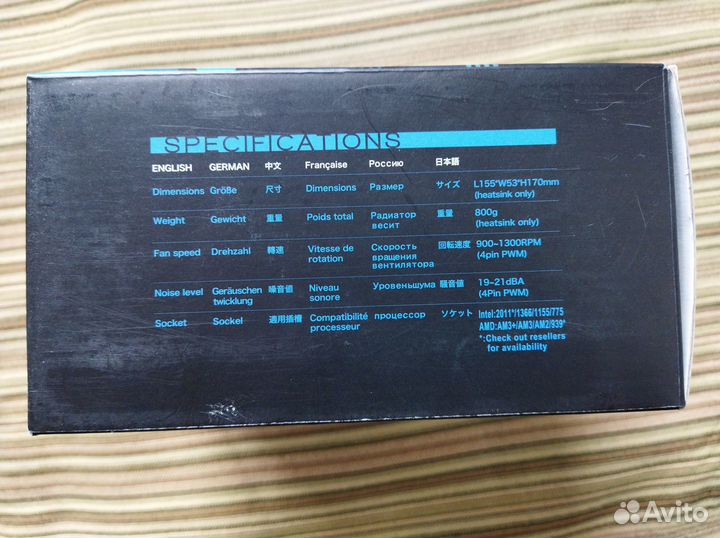 SPECIFICATIONS
ENGLISH GERMAN 中文 Française Россию 日本語
Dimensions Größe 尺寸 Dimensions Размер サイズ L155*W53*H170mm
(heatsink only)
Weight Gewicht 重量 Poids total Радиатор весит 重量 800g
(heatsink only)
Fan speed Drehzahl 轉速 Vitesse de rotation Скорость вращения вентилятора 回転速度 900~1300RPM
(4pin PWM)
Noise level Geräuschen twicklung 噪音値 Niveau sonore Уровеньшума 騒音値 19~21dBA
(4Pin PWM)
Socket Sockel 適用插槽 Compatibilité processeur процессор ソケット Intel:2011*/1366/1155/775
AMD:AM3+/AM3/AM2/939*
*:Check out resellers
for availability
Avito